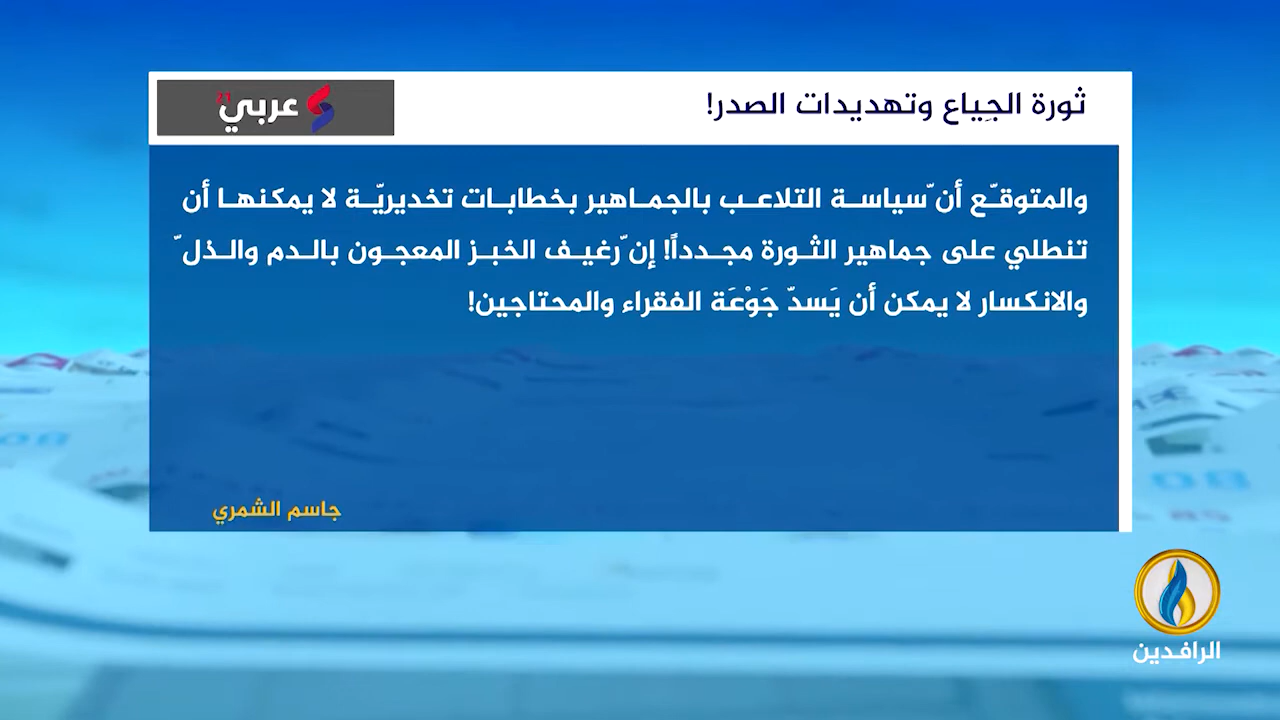 ثورة الجِياع وتهديدات الصدر!
عربي21
والمتوقّع أنّ سياسة التلاعب بالجماهير بخطابات تخديريّة لا يمكنها أن
تنطلي على جماهير الثورة مجدداً! إنّ رغيف الخبز المعجون بالدم والذلّ
والانكسار لا يمكن أن يَسدّ جَوْعَة الفقراء والمحتاجين!
جاسم الشمري
الرافدين